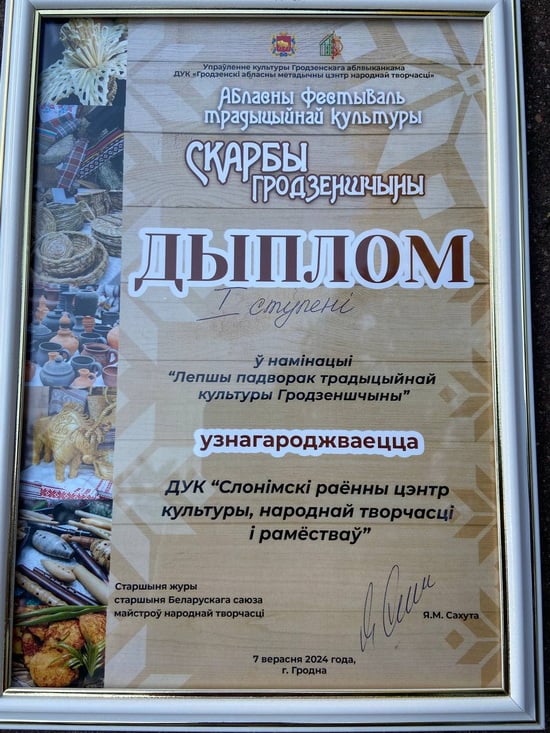 Упраўленне культуры Гродзенскага аблвыканкама
ДУК «Гродзенскі абласны метадычны цэнтр народнай творчасці»
Абласны фестываль
традыцыйнай культуры
СКАРБЫ
ГРОДЗЕНШЧЫНЫ
ДЫПЛОМ
I ступені
ў намінацыі
“Лепшы падворак традыцыйнай
культуры Гродзеншчыны”
узнагароджваецца
ДУК “Слонімскі раённы цэнтр
культуры, народнай творчасці
і рамёстваў”
Старшыня журы
старшыня Беларускага саюза
майстроў народнай творчасці
Я.М. Сахута
7 верасня 2024 года,
г. Гродна